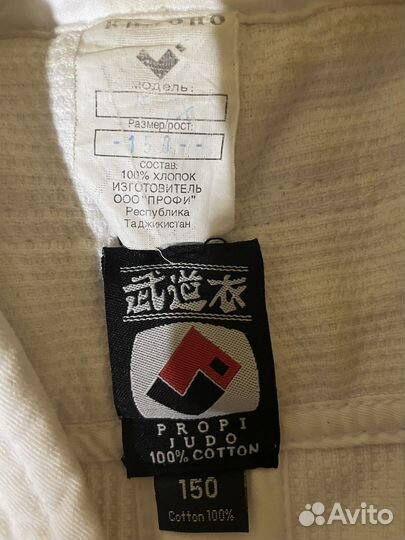 МОДЕЛЬ:
Размер/рост:
-150--
СОСТАВ:
100% ХЛОПОК
ИЗГОТОВИТЕЛЬ
ООО "ПРОФИ"
Республика
Таджикистан
武道衣
PROPI
JUDO
100% COTTON
150
Cotton 100%
Avito